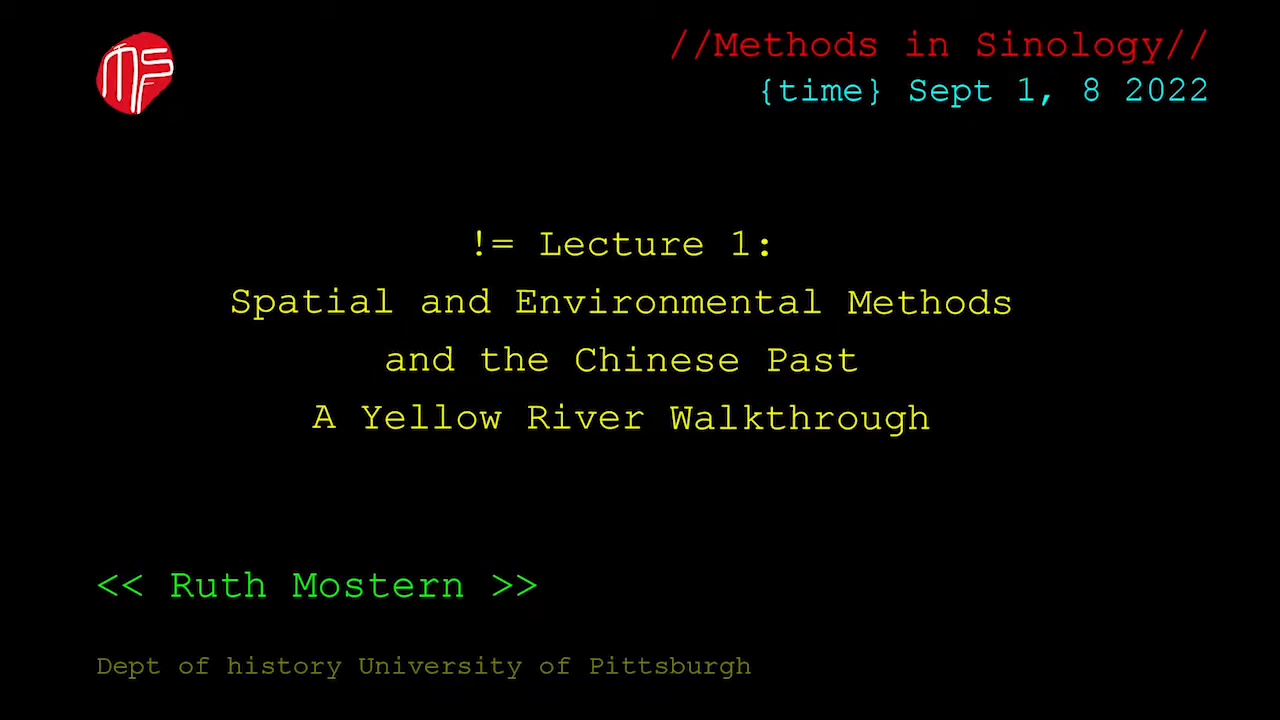 //Methods in Sinology//
{time} Sept 1, 8 2022
!= Lecture 1:
Spatial and Environmental Methods
and the Chinese Past
A Yellow River Walkthrough
<< Ruth Mostern >>
Dept of history University of Pittsburgh